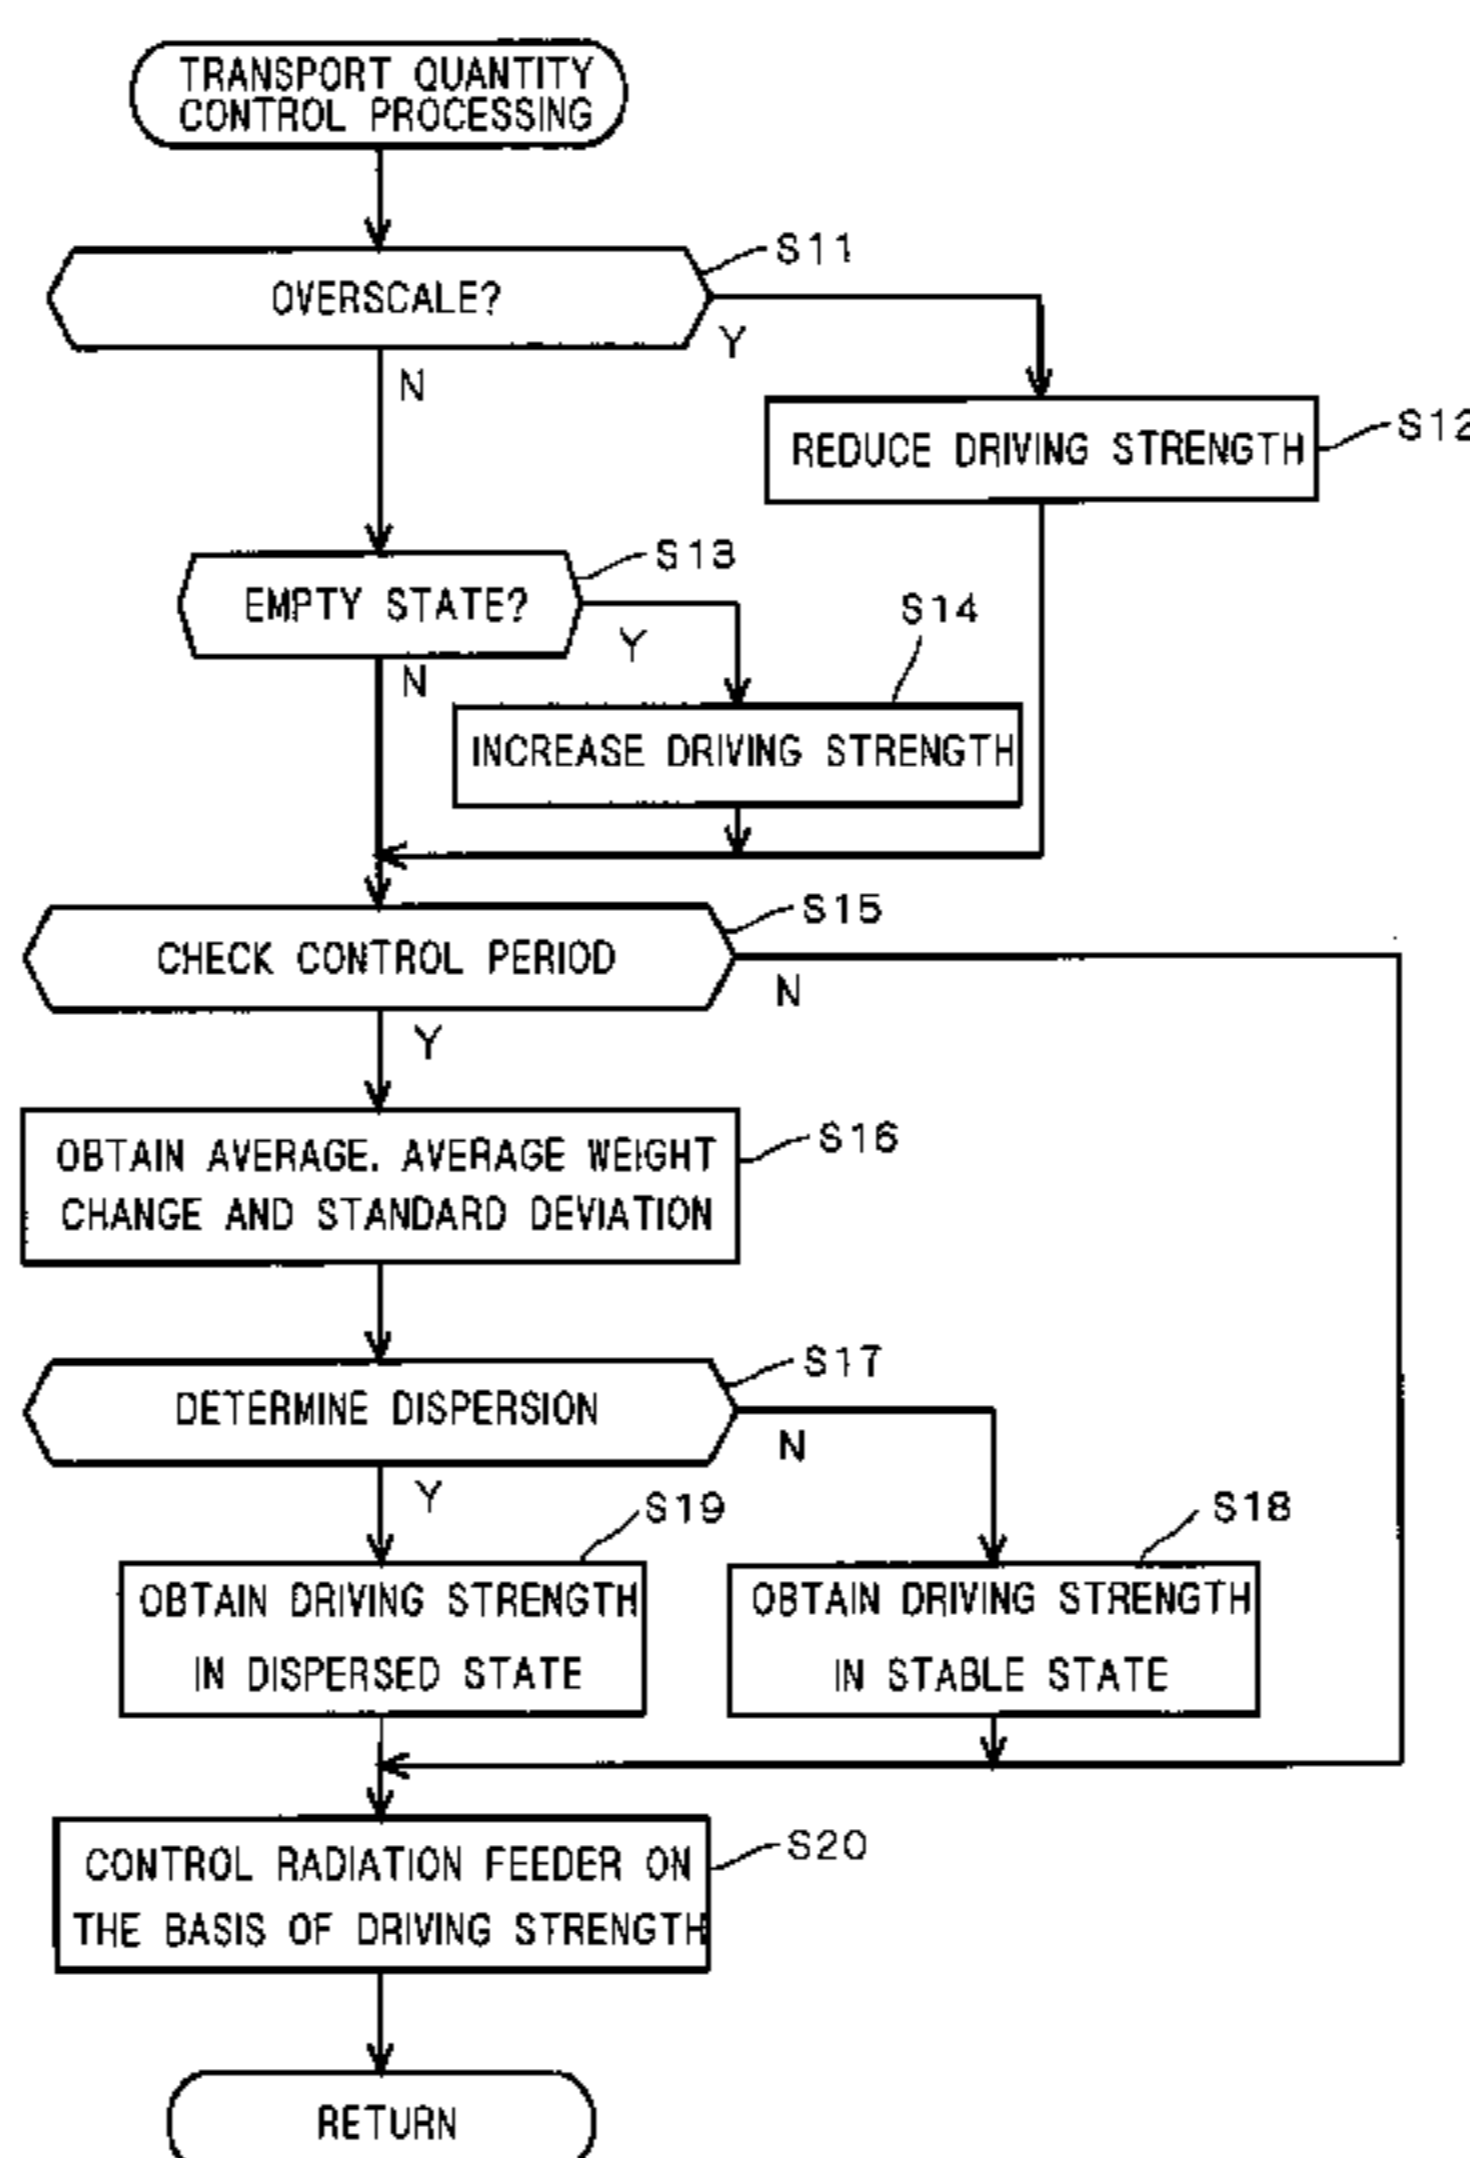 TRANSPORT QUANTITY
CONTROL PROCESSING
OVERSCALE?
S11
Y
N
REDUCE DRIVING STRENGTH
S12
EMPTY STATE?
S13
Y
N
S14
INCREASE DRIVING STRENGTH
CHECK CONTROL PERIOD
S15
N
Y
OBTAIN AVERAGE. AVERAGE WEIGHT
CHANGE AND STANDARD DEVIATION
S16
DETERMINE DISPERSION
S17
N
Y
S19
S18
OBTAIN DRIVING STRENGTH
IN DISPERSED STATE
OBTAIN DRIVING STRENGTH
IN STABLE STATE
CONTROL RADIATION FEEDER ON
THE BASIS OF DRIVING STRENGTH
S20
RETURN